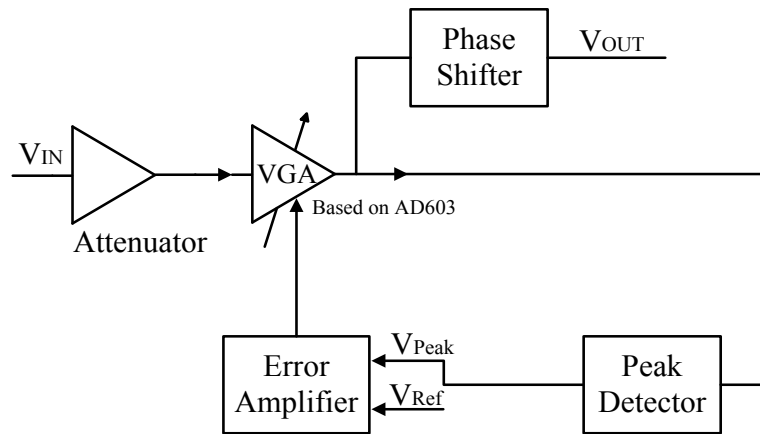 Phase
Shifter
VOUT
VIN
VGA
Based on AD603
Attenuator
Error
Amplifier
VPeak
VRef
Peak
Detector